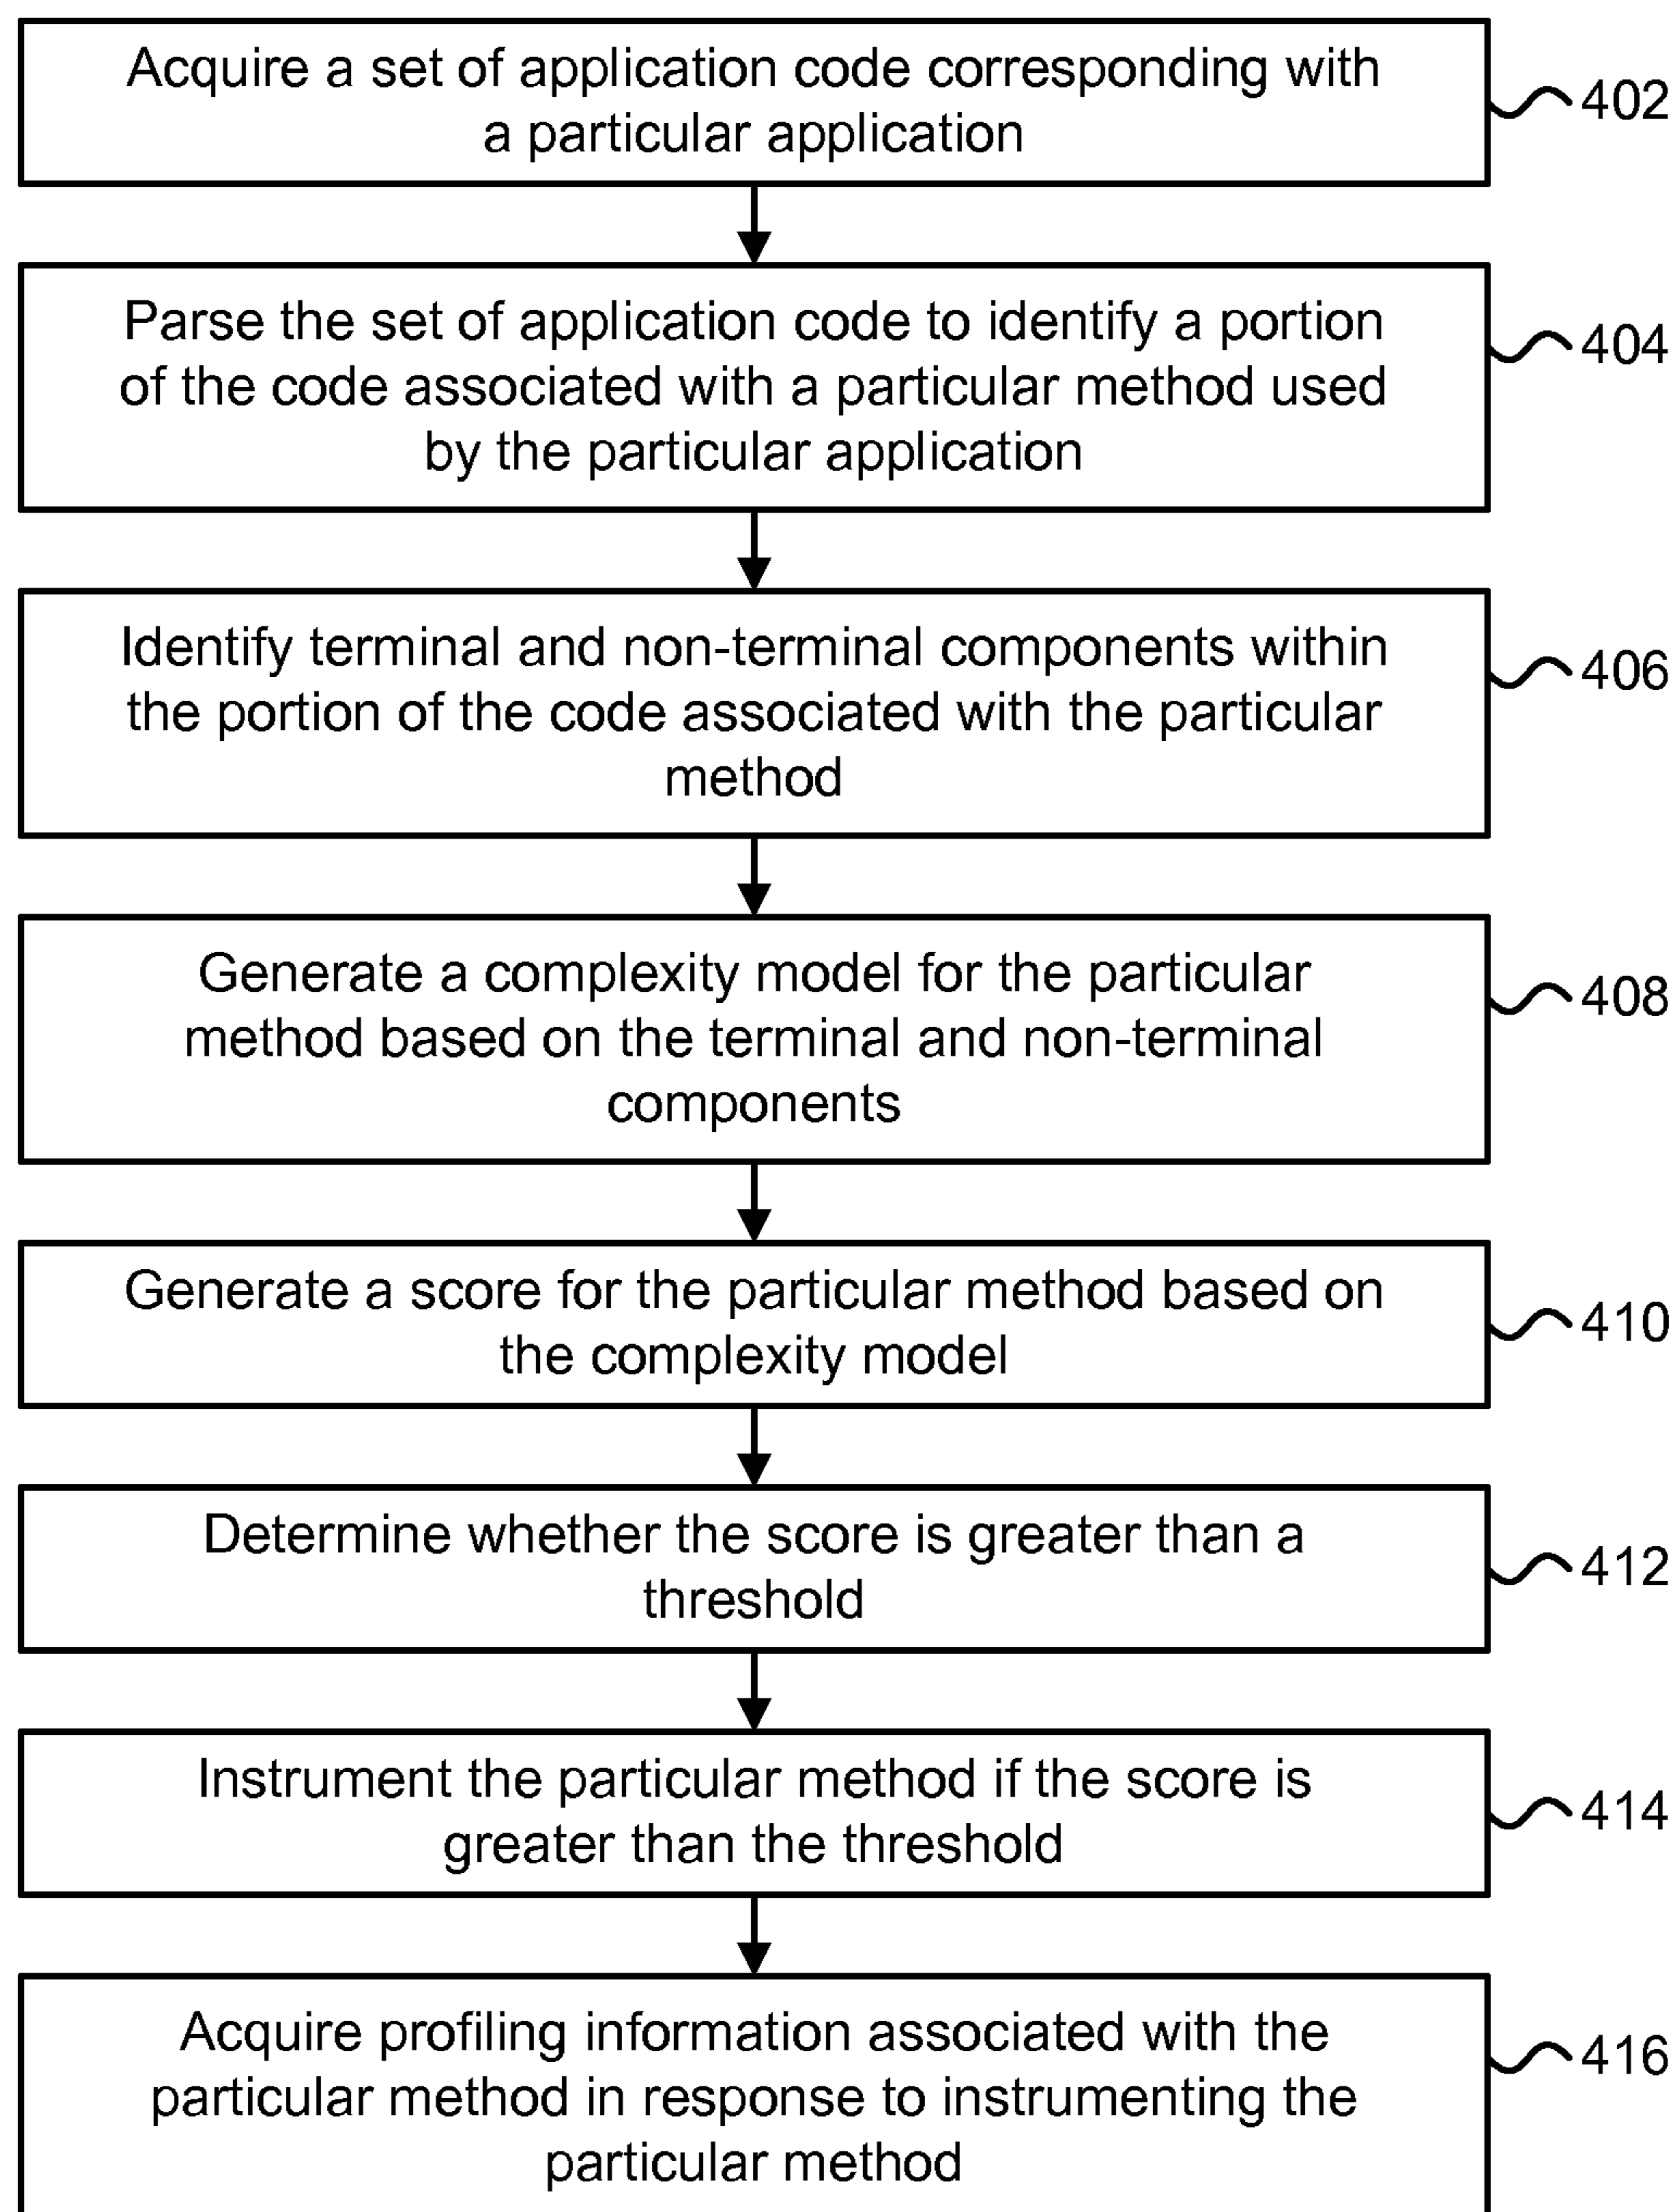 Acquire a set of application code corresponding with
a particular application
402
Parse the set of application code to identify a portion
of the code associated with a particular method used
by the particular application
404
Identify terminal and non-terminal components within
the portion of the code associated with the particular
method
406
Generate a complexity model for the particular
method based on the terminal and non-terminal
components
408
Generate a score for the particular method based on
the complexity model
410
Determine whether the score is greater than a
threshold
412
Instrument the particular method if the score is
greater than the threshold
414
Acquire profiling information associated with the
particular method in response to instrumenting the
particular method
416